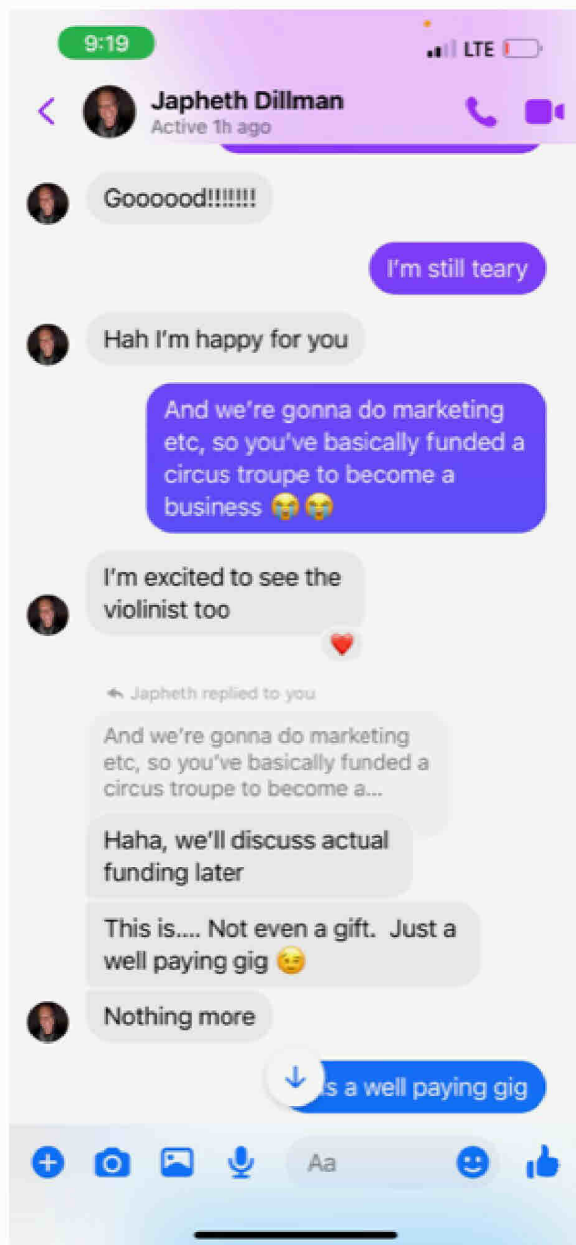 9:19
LTE
Japheth Dillman
Active 1h ago
Goooood!!!!!!!
I'm still teary
Hah I'm happy for you
And we're gonna do marketing
etc, so you've basically funded a
circus troupe to become a
business 😭😭
I'm excited to see the
violinist too
❤️
Japheth replied to you
And we're gonna do marketing
etc, so you've basically funded a
circus troupe to become a...
Haha, we'll discuss actual
funding later
This is.... Not even a gift. Just a
well paying gig 😉
Nothing more
a well paying gig
Aa